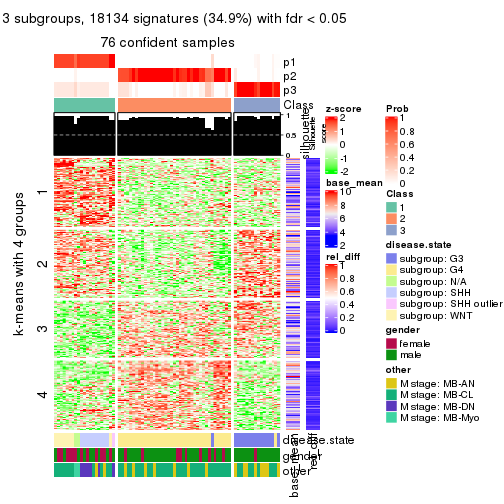 3 subgroups, 18134 signatures (34.9%) with fdr < 0.05
76 confident samples
p1
p2
p3
Class
1
0.5
0
silhouette
k-means with 4 groups
1
2
3
4
disease.state
gender
other
base_mean
rel_diff
z-score
2
1
0
-1
-2
base_mean
10
8
6
4
2
rel_diff
1
0.8
0.6
0.4
0.2
0
Prob
1
0.8
0.6
0.4
0.2
0
Class
1
2
3
disease.state
subgroup: G3
subgroup: G4
subgroup: N/A
subgroup: SHH
subgroup: SHH outlier
subgroup: WNT
gender
female
male
other
M stage: MB-AN
M stage: MB-CL
M stage: MB-DN
M stage: MB-Myo